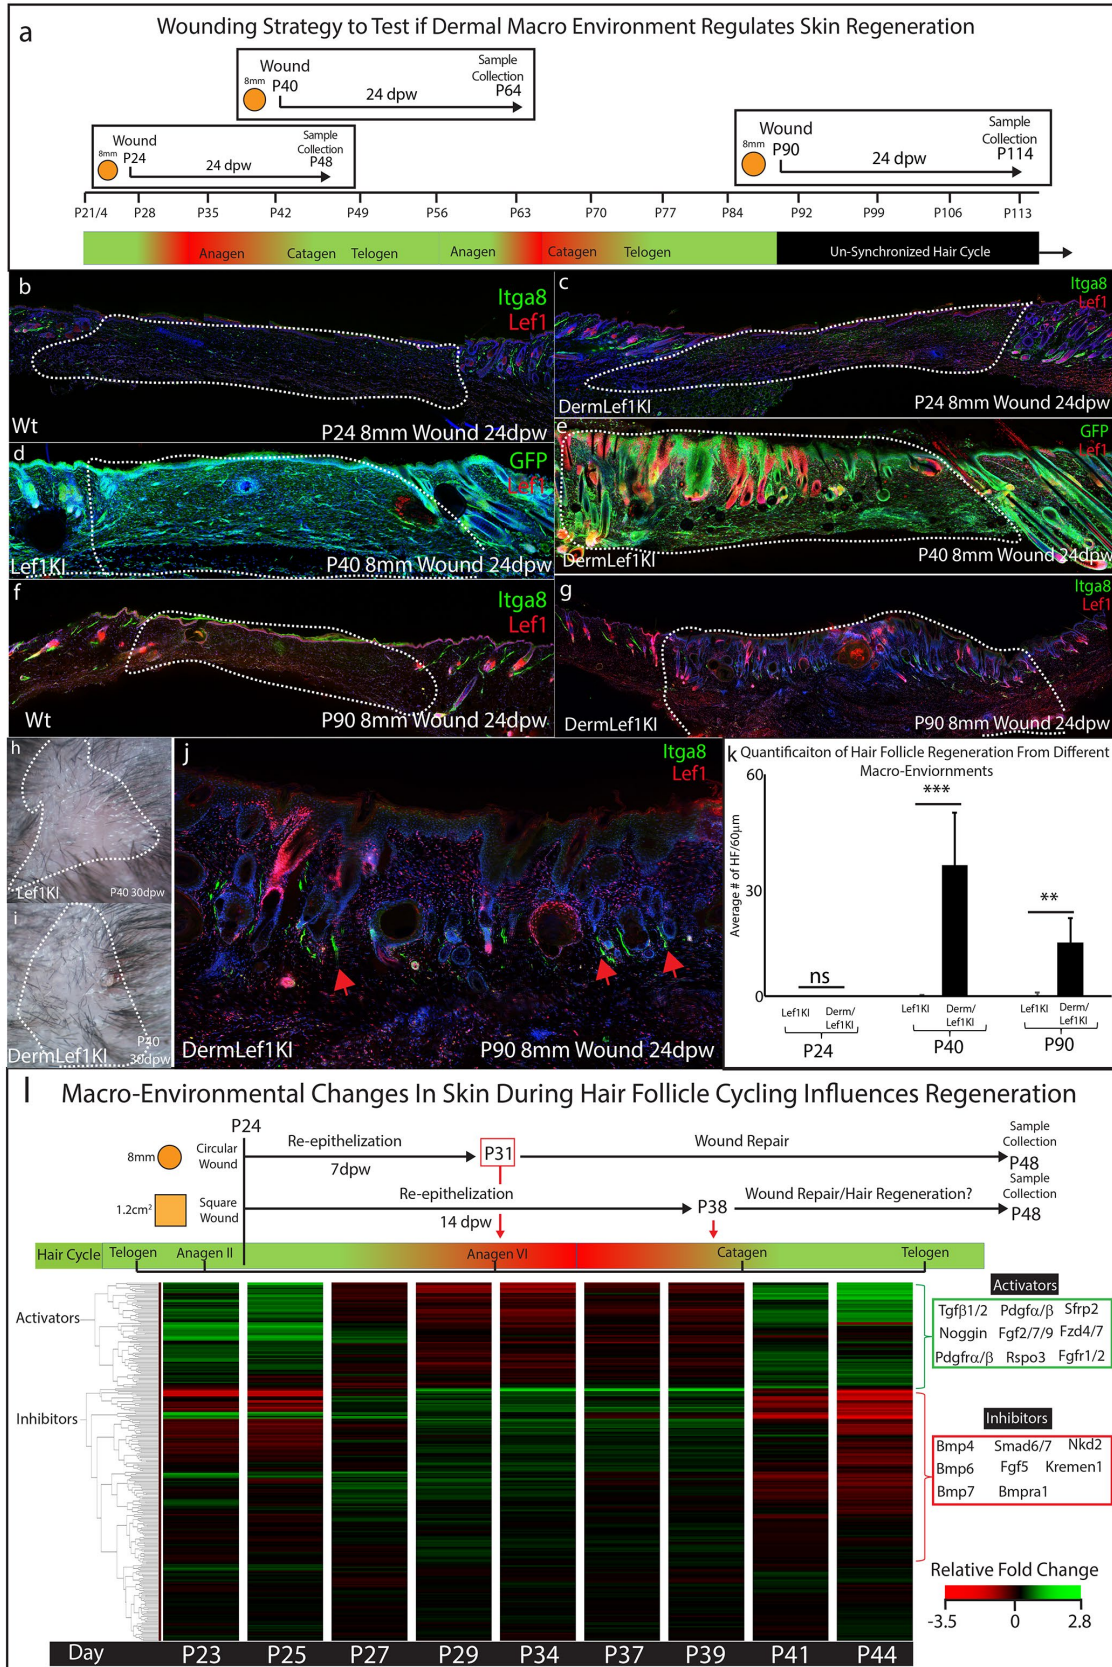 a
Wounding Strategy to Test if Dermal Macro Environment Regulates Skin Regeneration
8mm
Wound
P40
24 dpw
Sample
Collection
P64
8mm
Wound
P24
24 dpw
Sample
Collection
P48
8mm
Wound
P90
24 dpw
Sample
Collection
P114
P21/4 P28 P35 P42 P49 P56 P63 P70 P77 P84 P92 P99 P106 P113
Anagen Catagen Telogen Anagen Catagen Telogen Un-Synchronized Hair Cycle
b
Itga8
Lef1
Wt
P24 8mm Wound 24dpw
c
Itga8
Lef1
DermLef1KI
P24 8mm Wound 24dpw
d
GFP
Lef1
Lef1KI
P40 8mm Wound 24dpw
e
GFP
Lef1
DermLef1KI
P40 8mm Wound 24dpw
f
Itga8
Lef1
Wt
P90 8mm Wound 24dpw
g
Itga8
Lef1
DermLef1KI
P90 8mm Wound 24dpw
h
Lef1KI
P40 30dpw
i
DermLef1KI
P40
30dpw
j
Itga8
Lef1
DermLef1KI
P90 8mm Wound 24dpw
k
Quantificaiton of Hair Follicle Regeneration From Different
Macro-Enviornments
Average # of HF/60μm
60
30
0
ns
***
**
Lef1KI
Derm/
Lef1KI
P24
Lef1KI
Derm/
Lef1KI
P40
Lef1KI
Derm/
Lef1KI
P90
l
Macro-Environmental Changes In Skin During Hair Follicle Cycling Influences Regeneration
P24
8mm
Circular
Wound
Re-epithelization
7dpw
P31
Wound Repair
Sample
Collection
P48
1.2cm²
Square
Wound
Re-epithelization
14 dpw
P38
Wound Repair/Hair Regeneration?
Sample
Collection
P48
Hair Cycle Telogen Anagen II Anagen VI Catagen Telogen
Activators
Inhibitors
Activators
Tgfβ1/2 Pdgfα/β Sfrp2
Noggin Fgf2/7/9 Fzd4/7
Pdgfrα/β Rspo3 Fgfr1/2
Inhibitors
Bmp4 Smad6/7 Nkd2
Bmp6 Fgf5 Kremen1
Bmp7 Bmpra1
Relative Fold Change
-3.5 0 2.8
Day P23 P25 P27 P29 P34 P37 P39 P41 P44